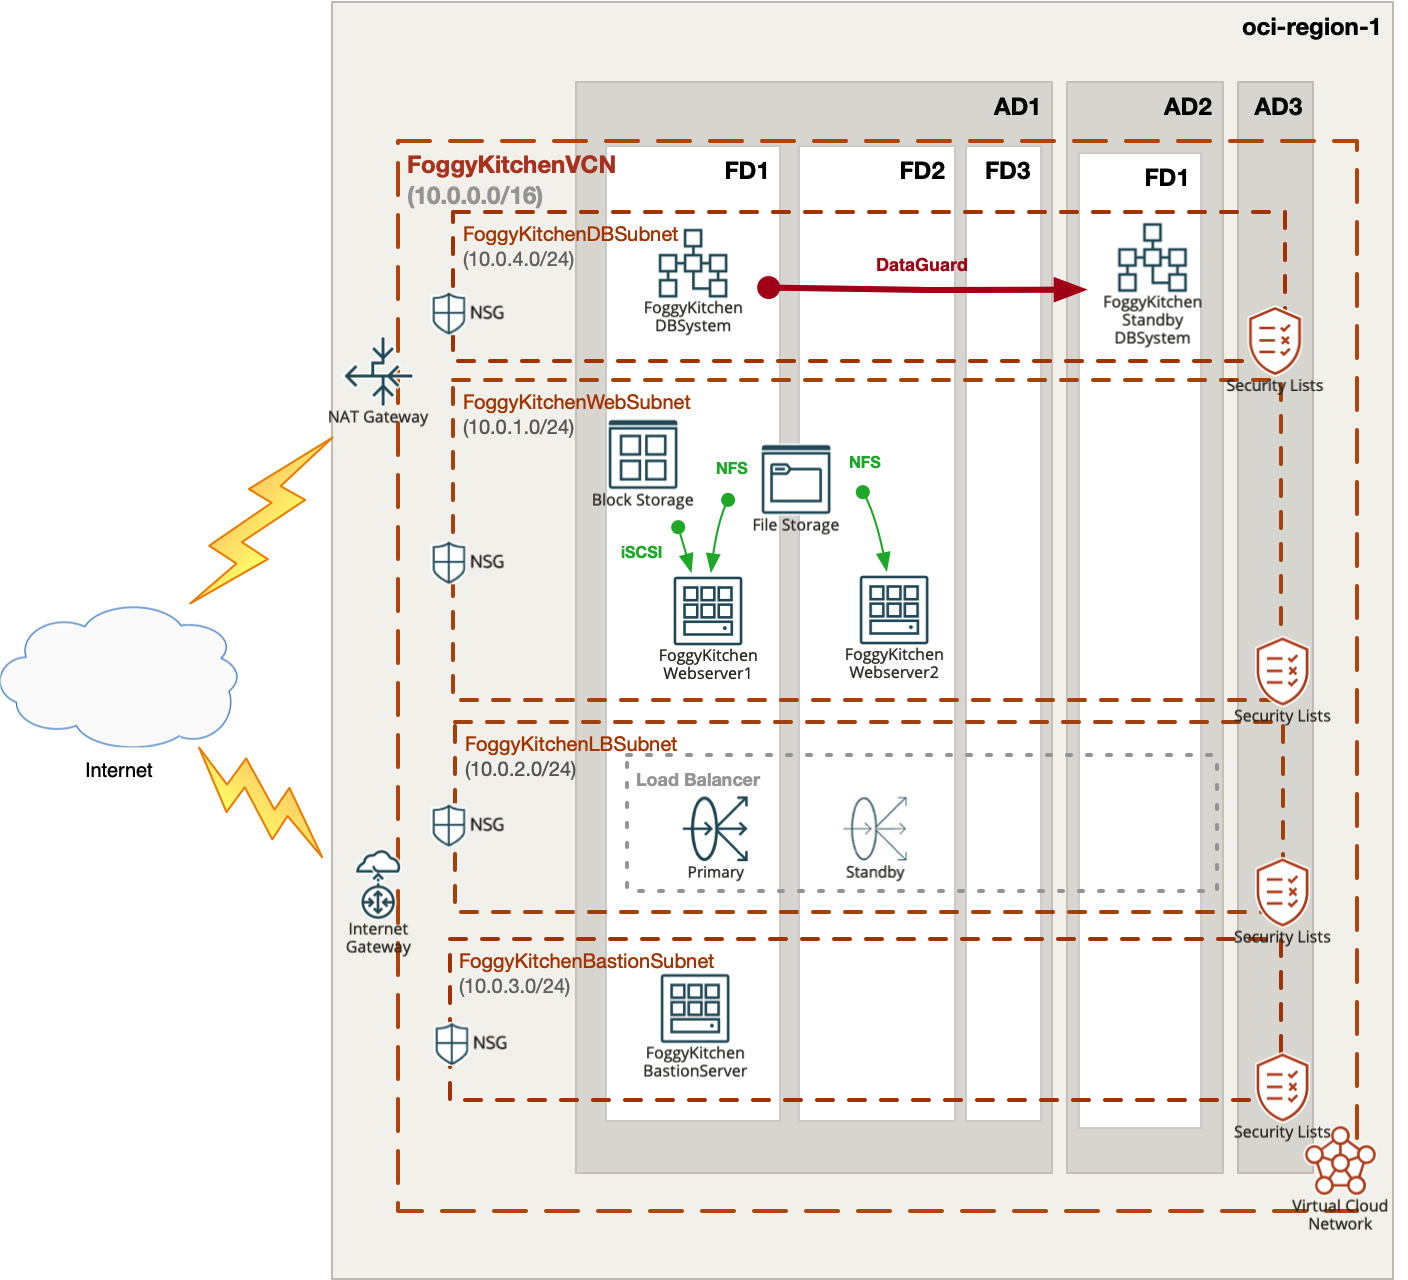 oci-region-1
AD1
AD2
AD3
FoggyKitchenVCN
(10.0.0.0/16)
FD1
FD2
FD3
FD1
FoggyKitchenDBSubnet
(10.0.4.0/24)
DataGuard
FoggyKitchen
DBSystem
FoggyKitchen
Standby
DBSystem
NSG
Security Lists
NAT Gateway
FoggyKitchenWebSubnet
(10.0.1.0/24)
Block Storage
NFS
File Storage
NFS
iSCSI
NSG
FoggyKitchen
Webserver1
FoggyKitchen
Webserver2
Security Lists
Internet
FoggyKitchenLBSubnet
(10.0.2.0/24)
Load Balancer
NSG
Primary
Standby
Security Lists
Internet
Gateway
FoggyKitchenBastionSubnet
(10.0.3.0/24)
NSG
FoggyKitchen
BastionServer
Security Lists
Virtual Cloud
Network